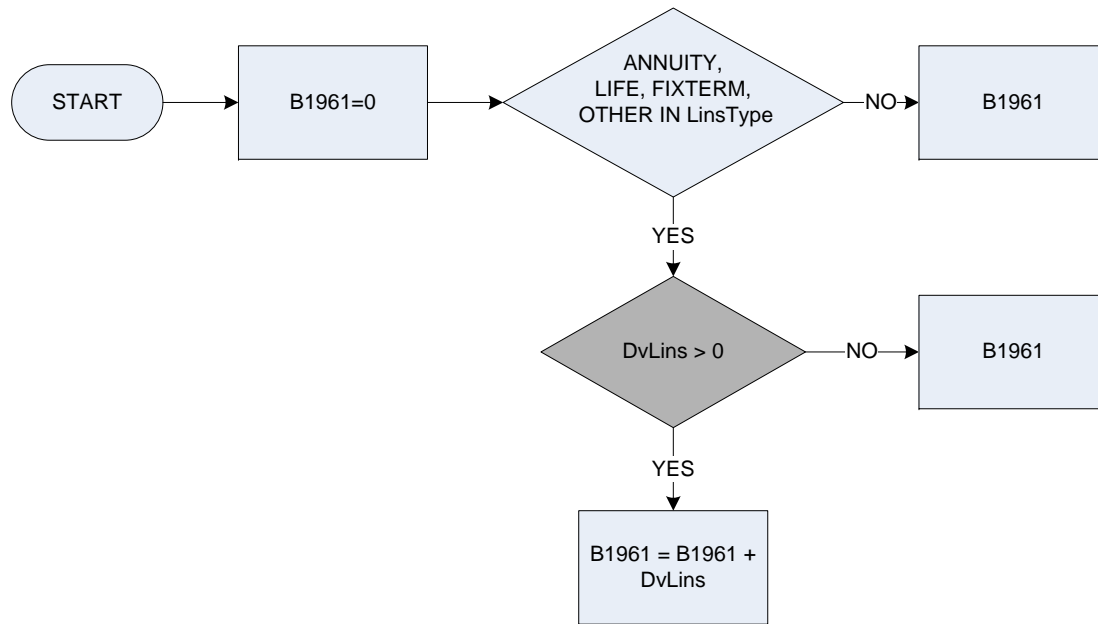 START
B1961=0
ANNUITY,
LIFE, FIXTERM,
OTHER IN LinsType
NO
B1961
YES
DvLins > 0
NO
B1961
YES
B1961 = B1961 +
DvLins